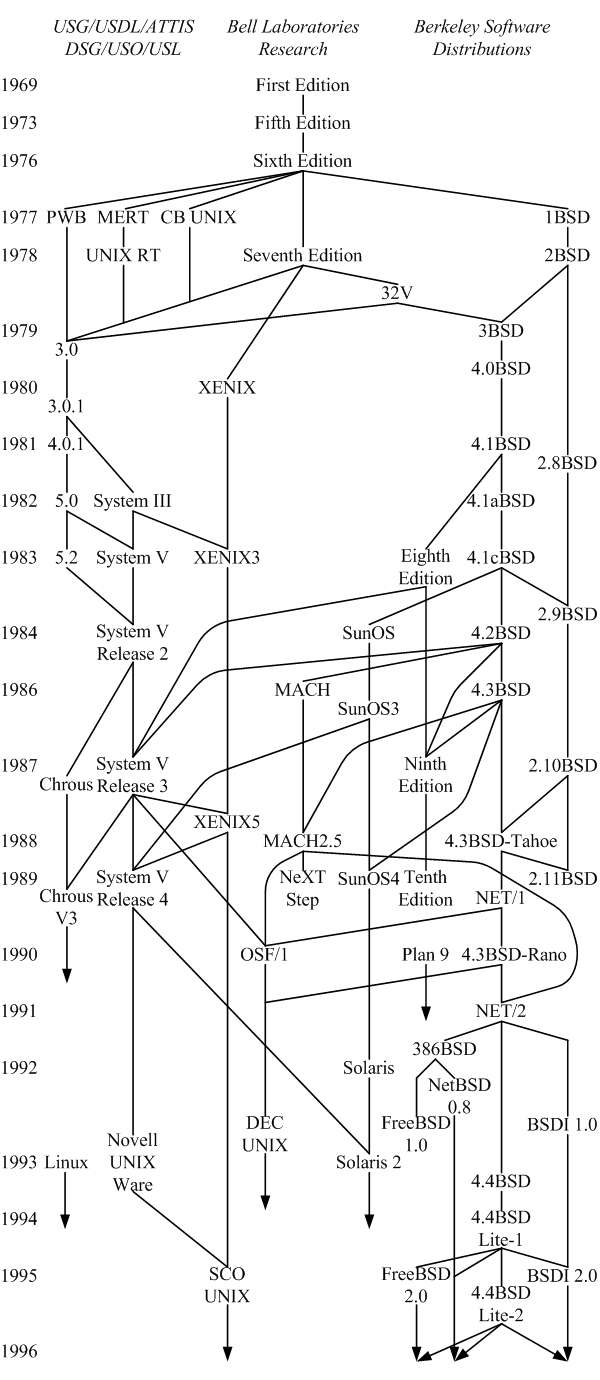 USG/USDL/ATTIS Bell Laboratories Berkeley Software
DSG/USO/USL Research Distributions
1969 First Edition
1973 Fifth Edition
1976 Sixth Edition
1977 PWB MERT CB UNIX 1BSD
1978 UNIX RT Seventh Edition 2BSD
32V
1979 3BSD
3.0
4.0BSD
1980 XENIX
3.0.1
1981 4.0.1 4.1BSD
2.8BSD
1982 5.0 System III 4.1aBSD
1983 5.2 System V XENIX3 Eighth 4.1cBSD
Edition
2.9BSD
1984 System V SunOS 4.2BSD
Release 2
1986 MACH 4.3BSD
SunOS3
1987 System V Ninth 2.10BSD
Chrous Release 3 Edition
XENIX5
1988 MACH2.5 4.3BSD-Tahoe
1989 System V NeXT SunOS4 Tenth 2.11BSD
Chrous Release 4 Step Edition NET/1
V3
1990 OSF/1 Plan 9 4.3BSD-Rano
1991 NET/2
386BSD
1992 Solaris
NetBSD
0.8
DEC FreeBSD BSDI 1.0
Novell UNIX 1.0
1993 Linux UNIX Solaris 2
Ware 4.4BSD
1994 4.4BSD
Lite-1
1995 SCO FreeBSD BSDI 2.0
UNIX 2.0 4.4BSD
Lite-2
1996